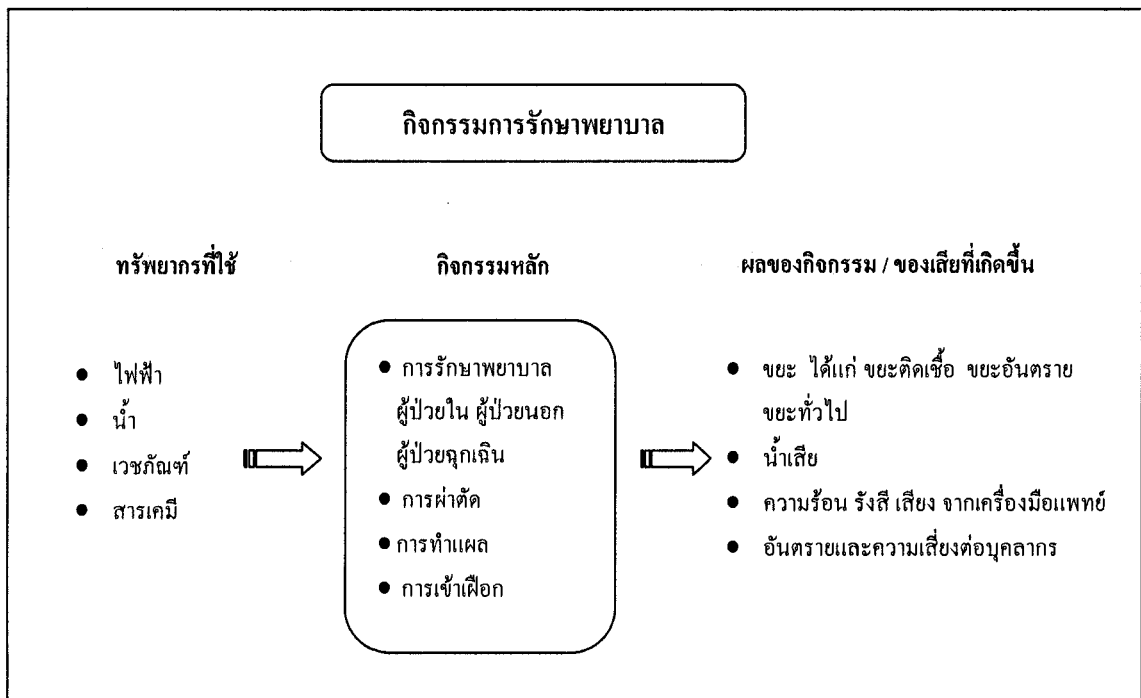 กิจกรรมการรักษาพยาบาล
ทรัพยากรที่ใช้
● ไฟฟ้า
● น้ำ
● เวชภัณฑ์
● สารเคมี
กิจกรรมหลัก
● การรักษาพยาบาล
ผู้ป่วยใน ผู้ป่วยนอก
ผู้ป่วยฉุกเฉิน
● การผ่าตัด
● การทำแผล
● การเข้าเฝือก
ผลของกิจกรรม / ของเสียที่เกิดขึ้น
● ขยะ ได้แก่ ขยะติดเชื้อ ขยะอันตราย
ขยะทั่วไป
● น้ำเสีย
● ความร้อน รังสี เสียง จากเครื่องมือแพทย์
● อันตรายและความเสี่ยงต่อบุคลากร